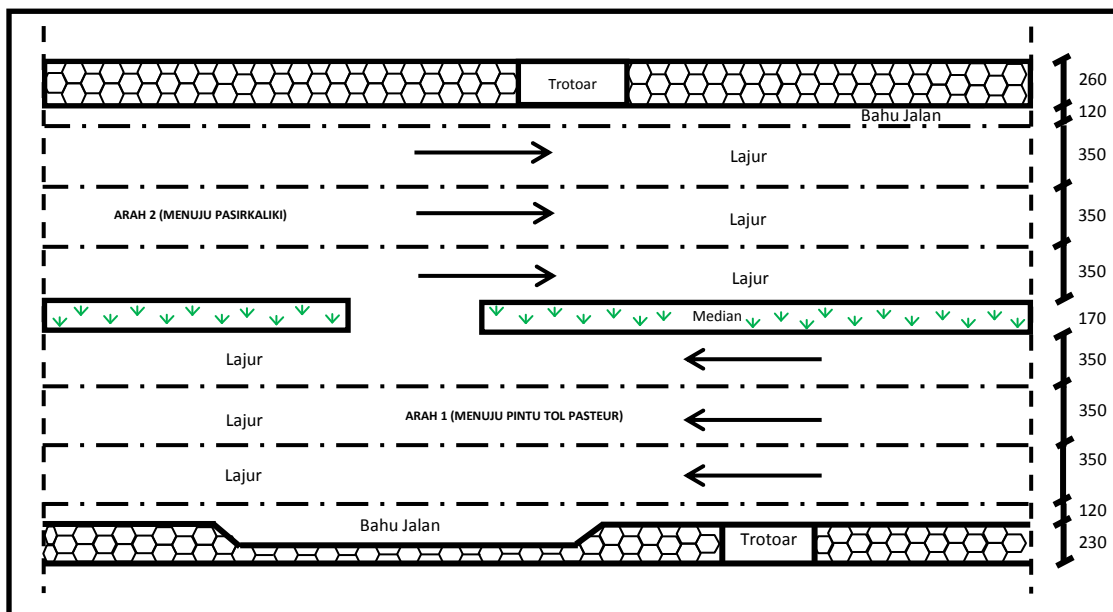 Trotoar
260
Bahu Jalan
120
Lajur
350
ARAH 2 (MENUJU PASIRKALIKI)
Lajur
350
Lajur
350
Median
170
Lajur
350
Lajur
ARAH 1 (MENUJU PINTU TOL PASTEUR)
350
Lajur
350
Bahu Jalan
120
Trotoar
230